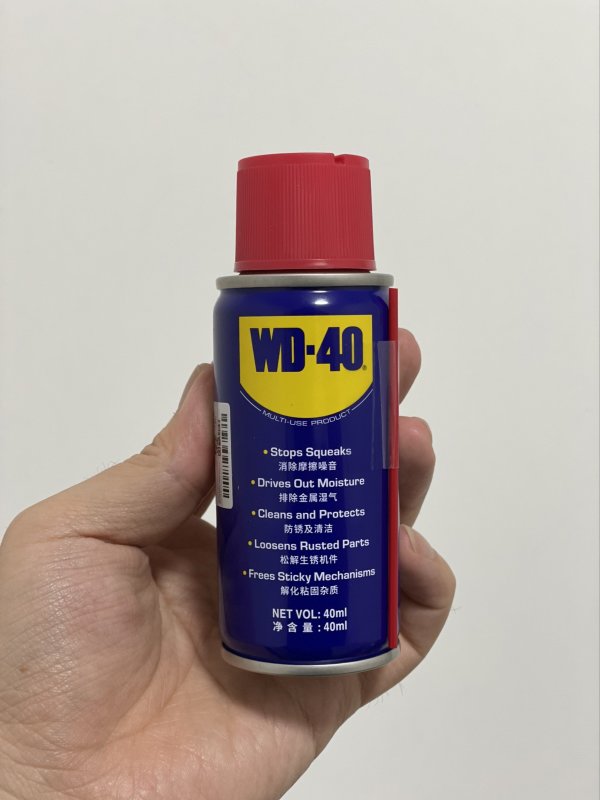 WD-40®
MULTI-USE PRODUCT
• Stops Squeaks
消除摩擦噪音
• Drives Out Moisture
排除金属湿气
• Cleans and Protects
防锈及清洁
• Loosens Rusted Parts
松解生锈机件
• Frees Sticky Mechanisms
解化粘固杂质
NET VOL: 40ml
净含量: 40ml